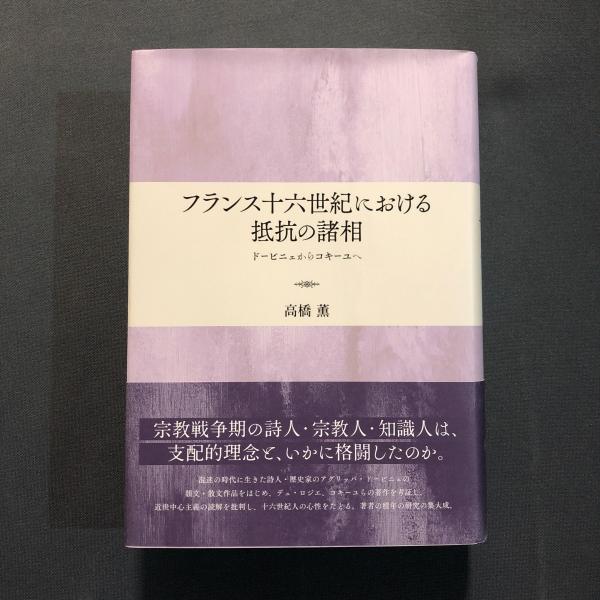 フランス十六世紀における
抵抗の諸相
ドービニェからコキーユへ
高橋 薫
宗教戦争期の詩人・宗教人・知識人は、
支配的理念と、いかに格闘したのか。
混迷の時代に生きた詩人・歴史家のアグリッパ・ドービニェの
韻文・散文作品をはじめ、デュ・ロジエ、コキーユらの著作を考証し、
近世中心主義の読解を批判し、十六世紀人の心性をたどる。著者の積年の研究の集大成。